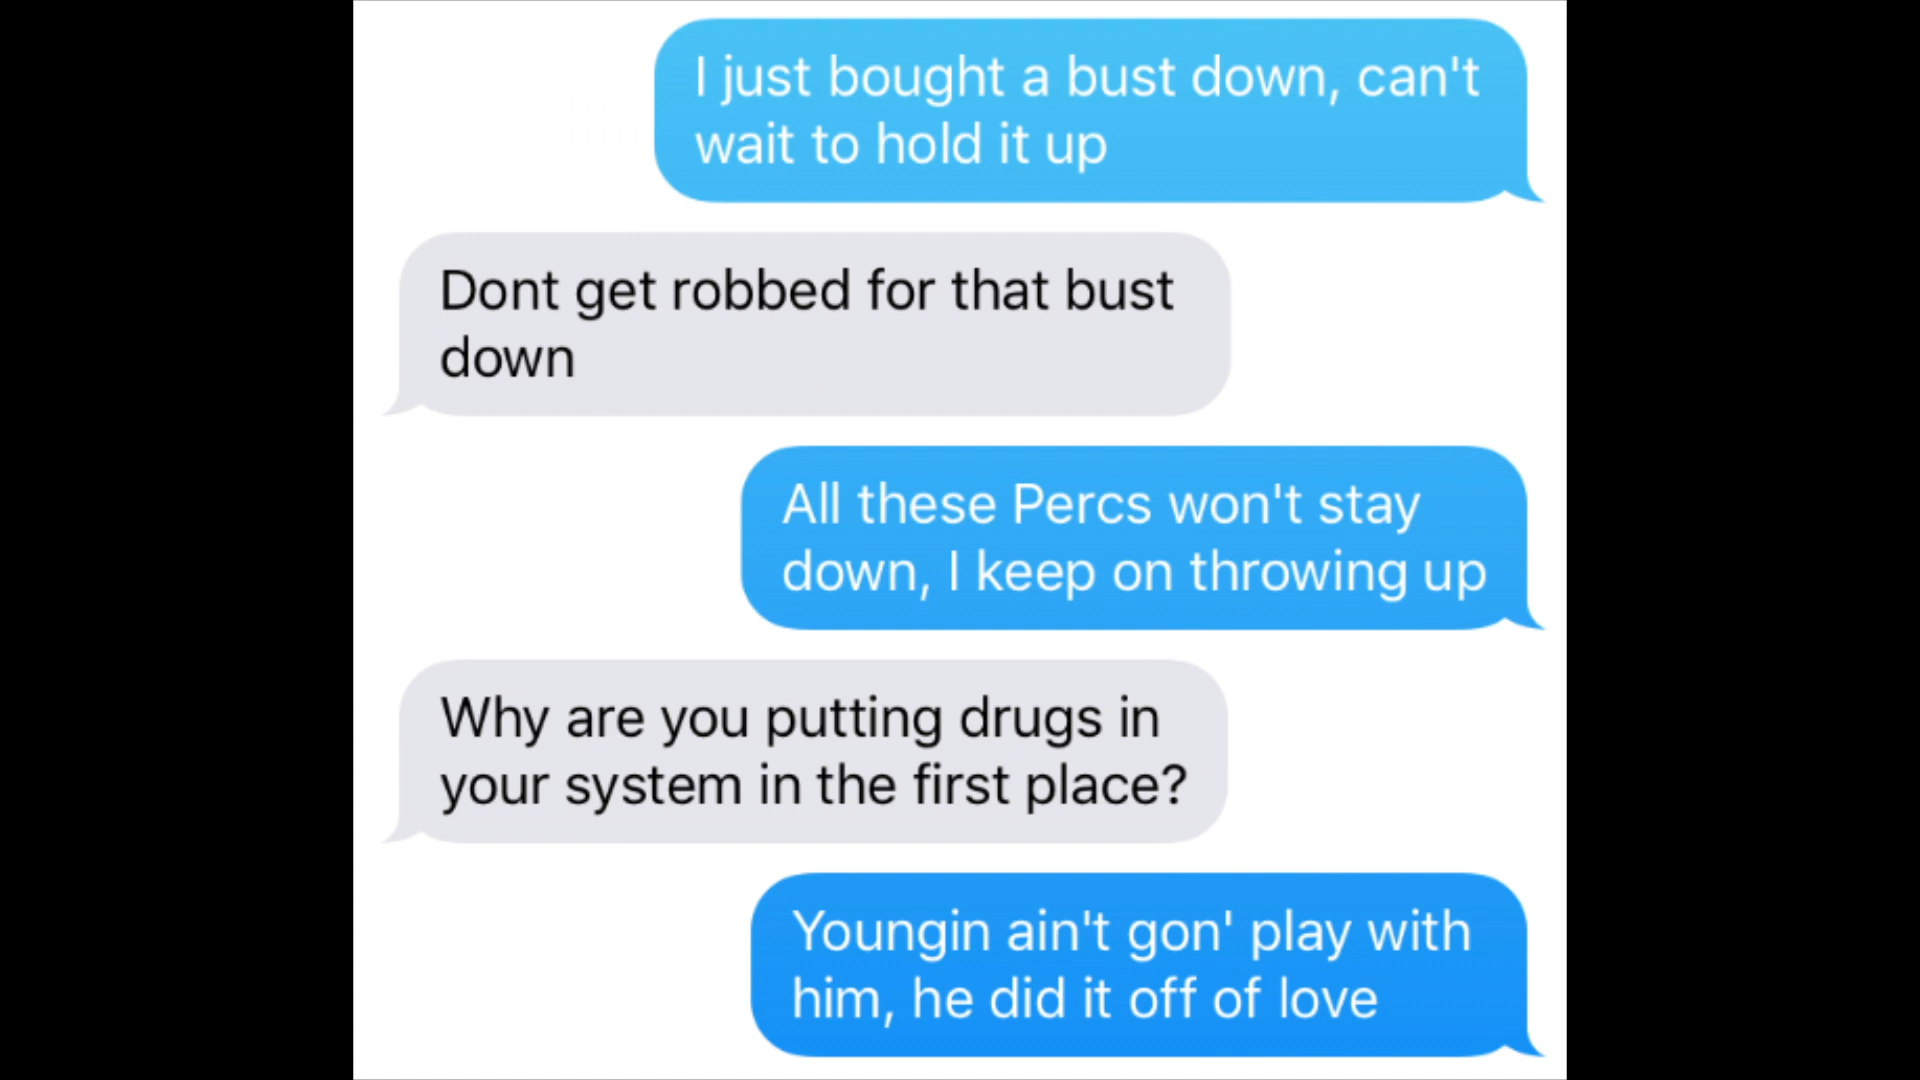 I just bought a bust down, can't
wait to hold it up
Dont get robbed for that bust
down
All these Percs won't stay
down, I keep on throwing up
Why are you putting drugs in
your system in the first place?
Youngin ain't gon' play with
him, he did it off of love